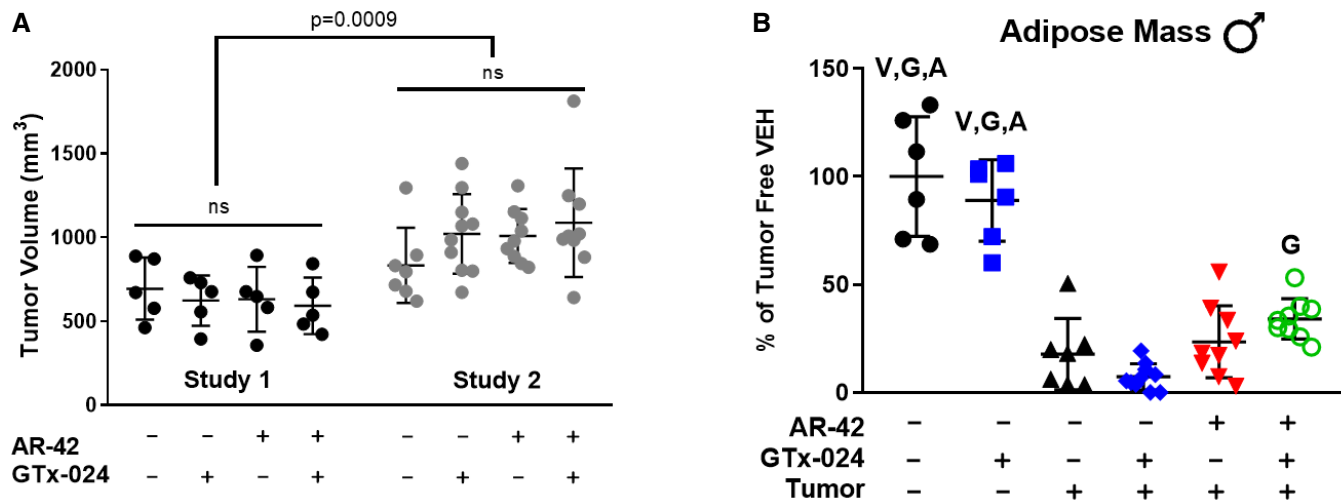 A
p=0.0009
Tumor Volume (mm³)
2000
1500
1000
500
0
ns
ns
Study 1
Study 2
AR-42 – – + + – – + +
GTx-024 – + – + – + – +
B
Adipose Mass ♂
% of Tumor Free VEH
150
100
50
0
V,G,A
V,G,A
G
AR-42 – – – – + +
GTx-024 – + – + – +
Tumor – – + + + +